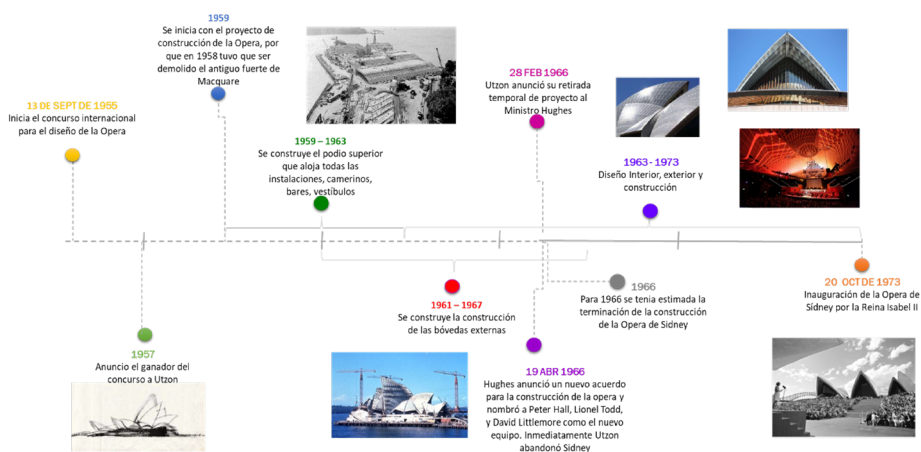 1959
Se inicia con el proyecto de
construcción de la Opera, por
que en 1958 tuvo que ser
demolido el antiguo fuerte de
Macquare
28 FEB 1966
Utzon anunció su retirada
temporal de proyecto al
Ministro Hughes
13 DE SEPT DE 1955
Inicia el concurso internacional
para el diseño de la Opera
1959 – 1963
Se construye el podio superior
que aloja todas las
instalaciones, camerinos,
bares, vestíbulos
1963 - 1973
Diseño Interior, exterior y
construcción
1961 – 1967
Se construye la construcción
de las bóvedas externas
1966
Para 1966 se tenia estimada la
terminación de la construcción
de la Opera de Sidney
20 OCT DE 1973
Inauguración de la Opera de
Sídney por la Reina Isabel II
1957
Anuncio el ganador del
concurso a Utzon
19 ABR 1966
Hughes anunció un nuevo acuerdo
para la construcción de la opera y
nombró a Peter Hall, Lionel Todd,
y David Littlemore como el nuevo
equipo. Inmediatamente Utzon
abandonó Sidney